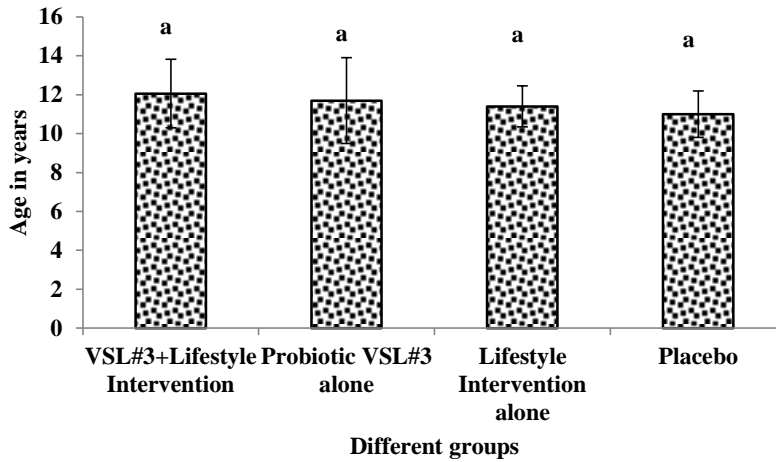 16
14
12
10
8
6
4
2
0
Age in years
a
a
a
a
VSL#3+Lifestyle
Intervention
Probiotic VSL#3
alone
Lifestyle
Intervention
alone
Placebo
Different groups